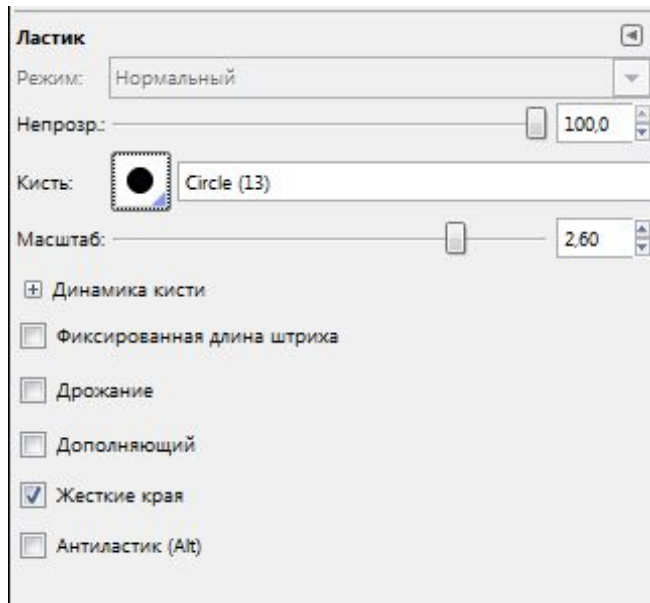 Ластик
Режим: Нормальный
Непрозр.: 100,0
Кисть: Circle (13)
Масштаб: 2,60
Динамика кисти
Фиксированная длина штриха
Дрожание
Дополняющий
Жесткие края
Антиластик (Alt)